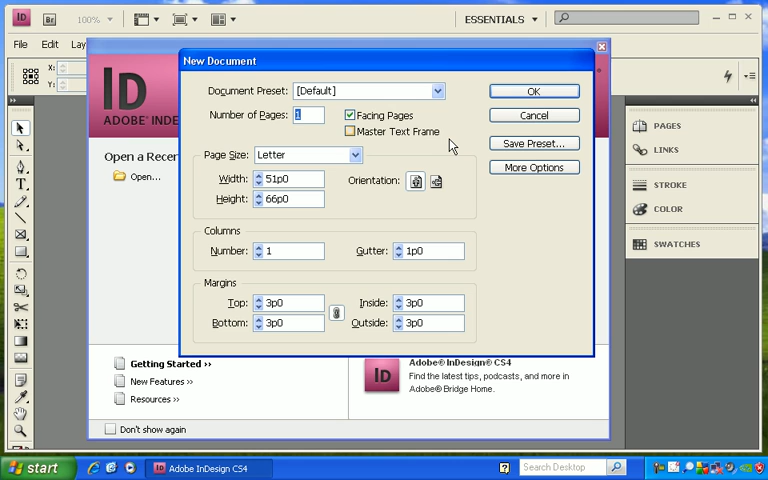 Id Br 100% ESSENTIALS
File Edit Lay
X:
Y:
New Document
Document Preset: [Default] OK
Number of Pages: 1 Facing Pages Cancel
Master Text Frame
Save Preset...
Page Size: Letter
More Options
Width: 51p0 Orientation:
Height: 66p0
Columns
Number: 1 Gutter: 1p0
Margins
Top: 3p0 Inside: 3p0
Bottom: 3p0 Outside: 3p0
Id
ADOBE® INDE
Open a Recen
Open...
Getting Started >>
New Features >>
Resources >>
Id
Adobe® InDesign® CS4
Find the latest tips, podcasts, and more in
Adobe® Bridge Home.
Don't show again
PAGES
LINKS
STROKE
COLOR
SWATCHES
start Id Adobe InDesign CS4 ? Search Desktop